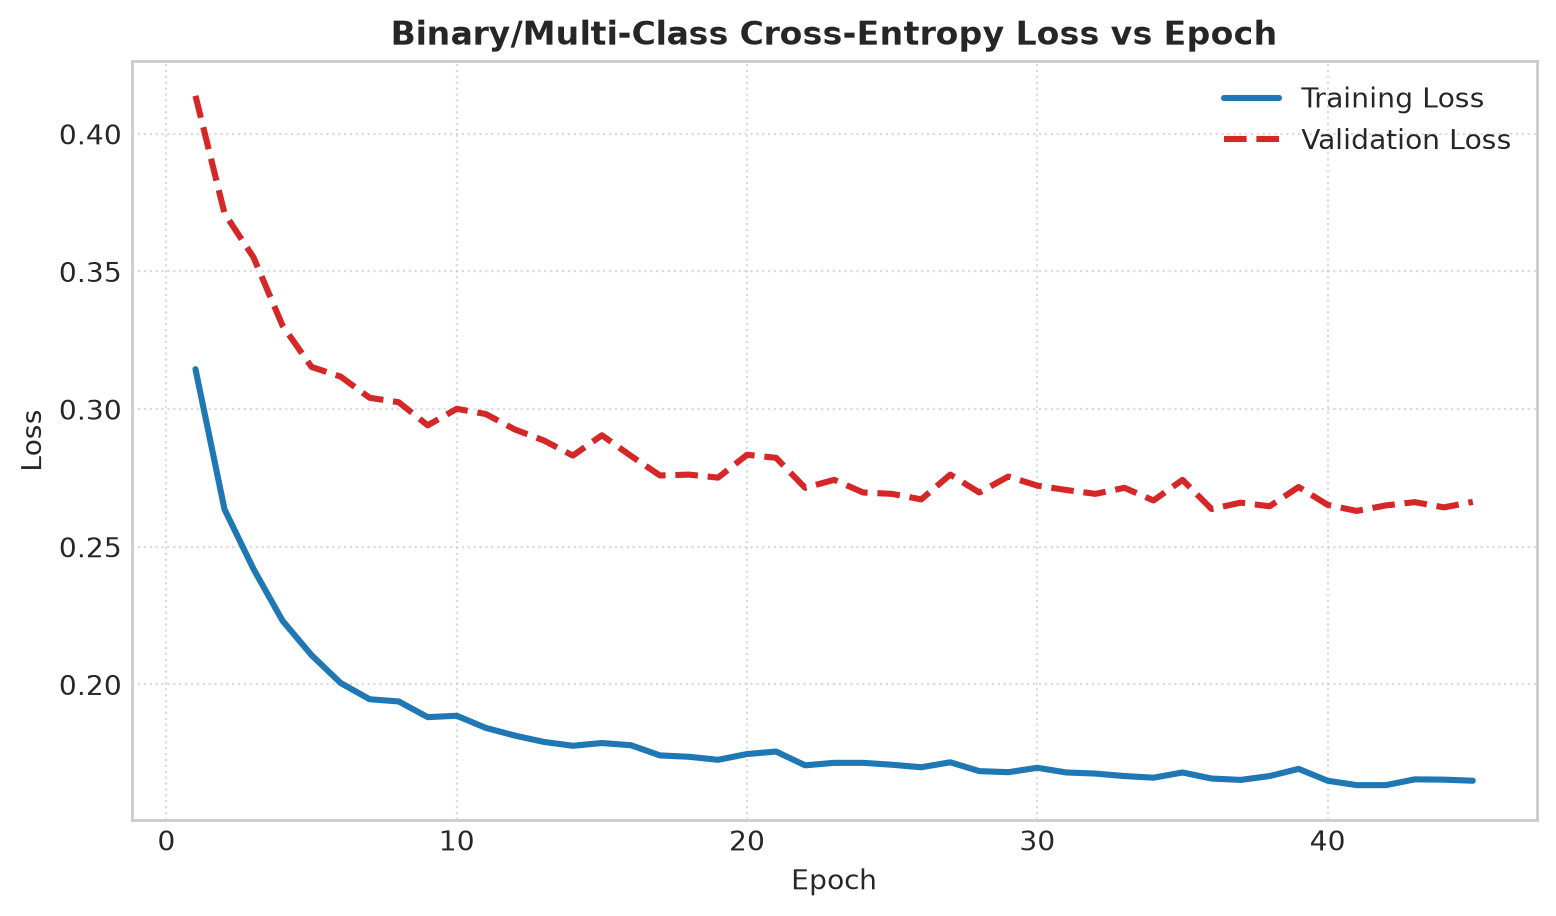 Binary/Multi-Class Cross-Entropy Loss vs Epoch
Training Loss
Validation Loss
0.40
0.35
0.30
0.25
0.20
Loss
0
10
20
30
40
Epoch